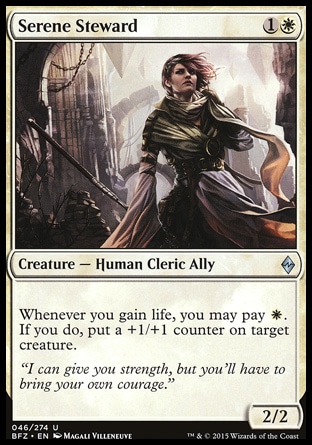 Serene Steward 1
Creature — Human Cleric Ally
Whenever you gain life, you may pay .
If you do, put a +1/+1 counter on target
creature.
“I can give you strength, but you’ll have to
bring your own courage.”
2/2
046/274 U
BFZ • EN Magali Villeneuve
™ & © 2015 Wizards of the Coast